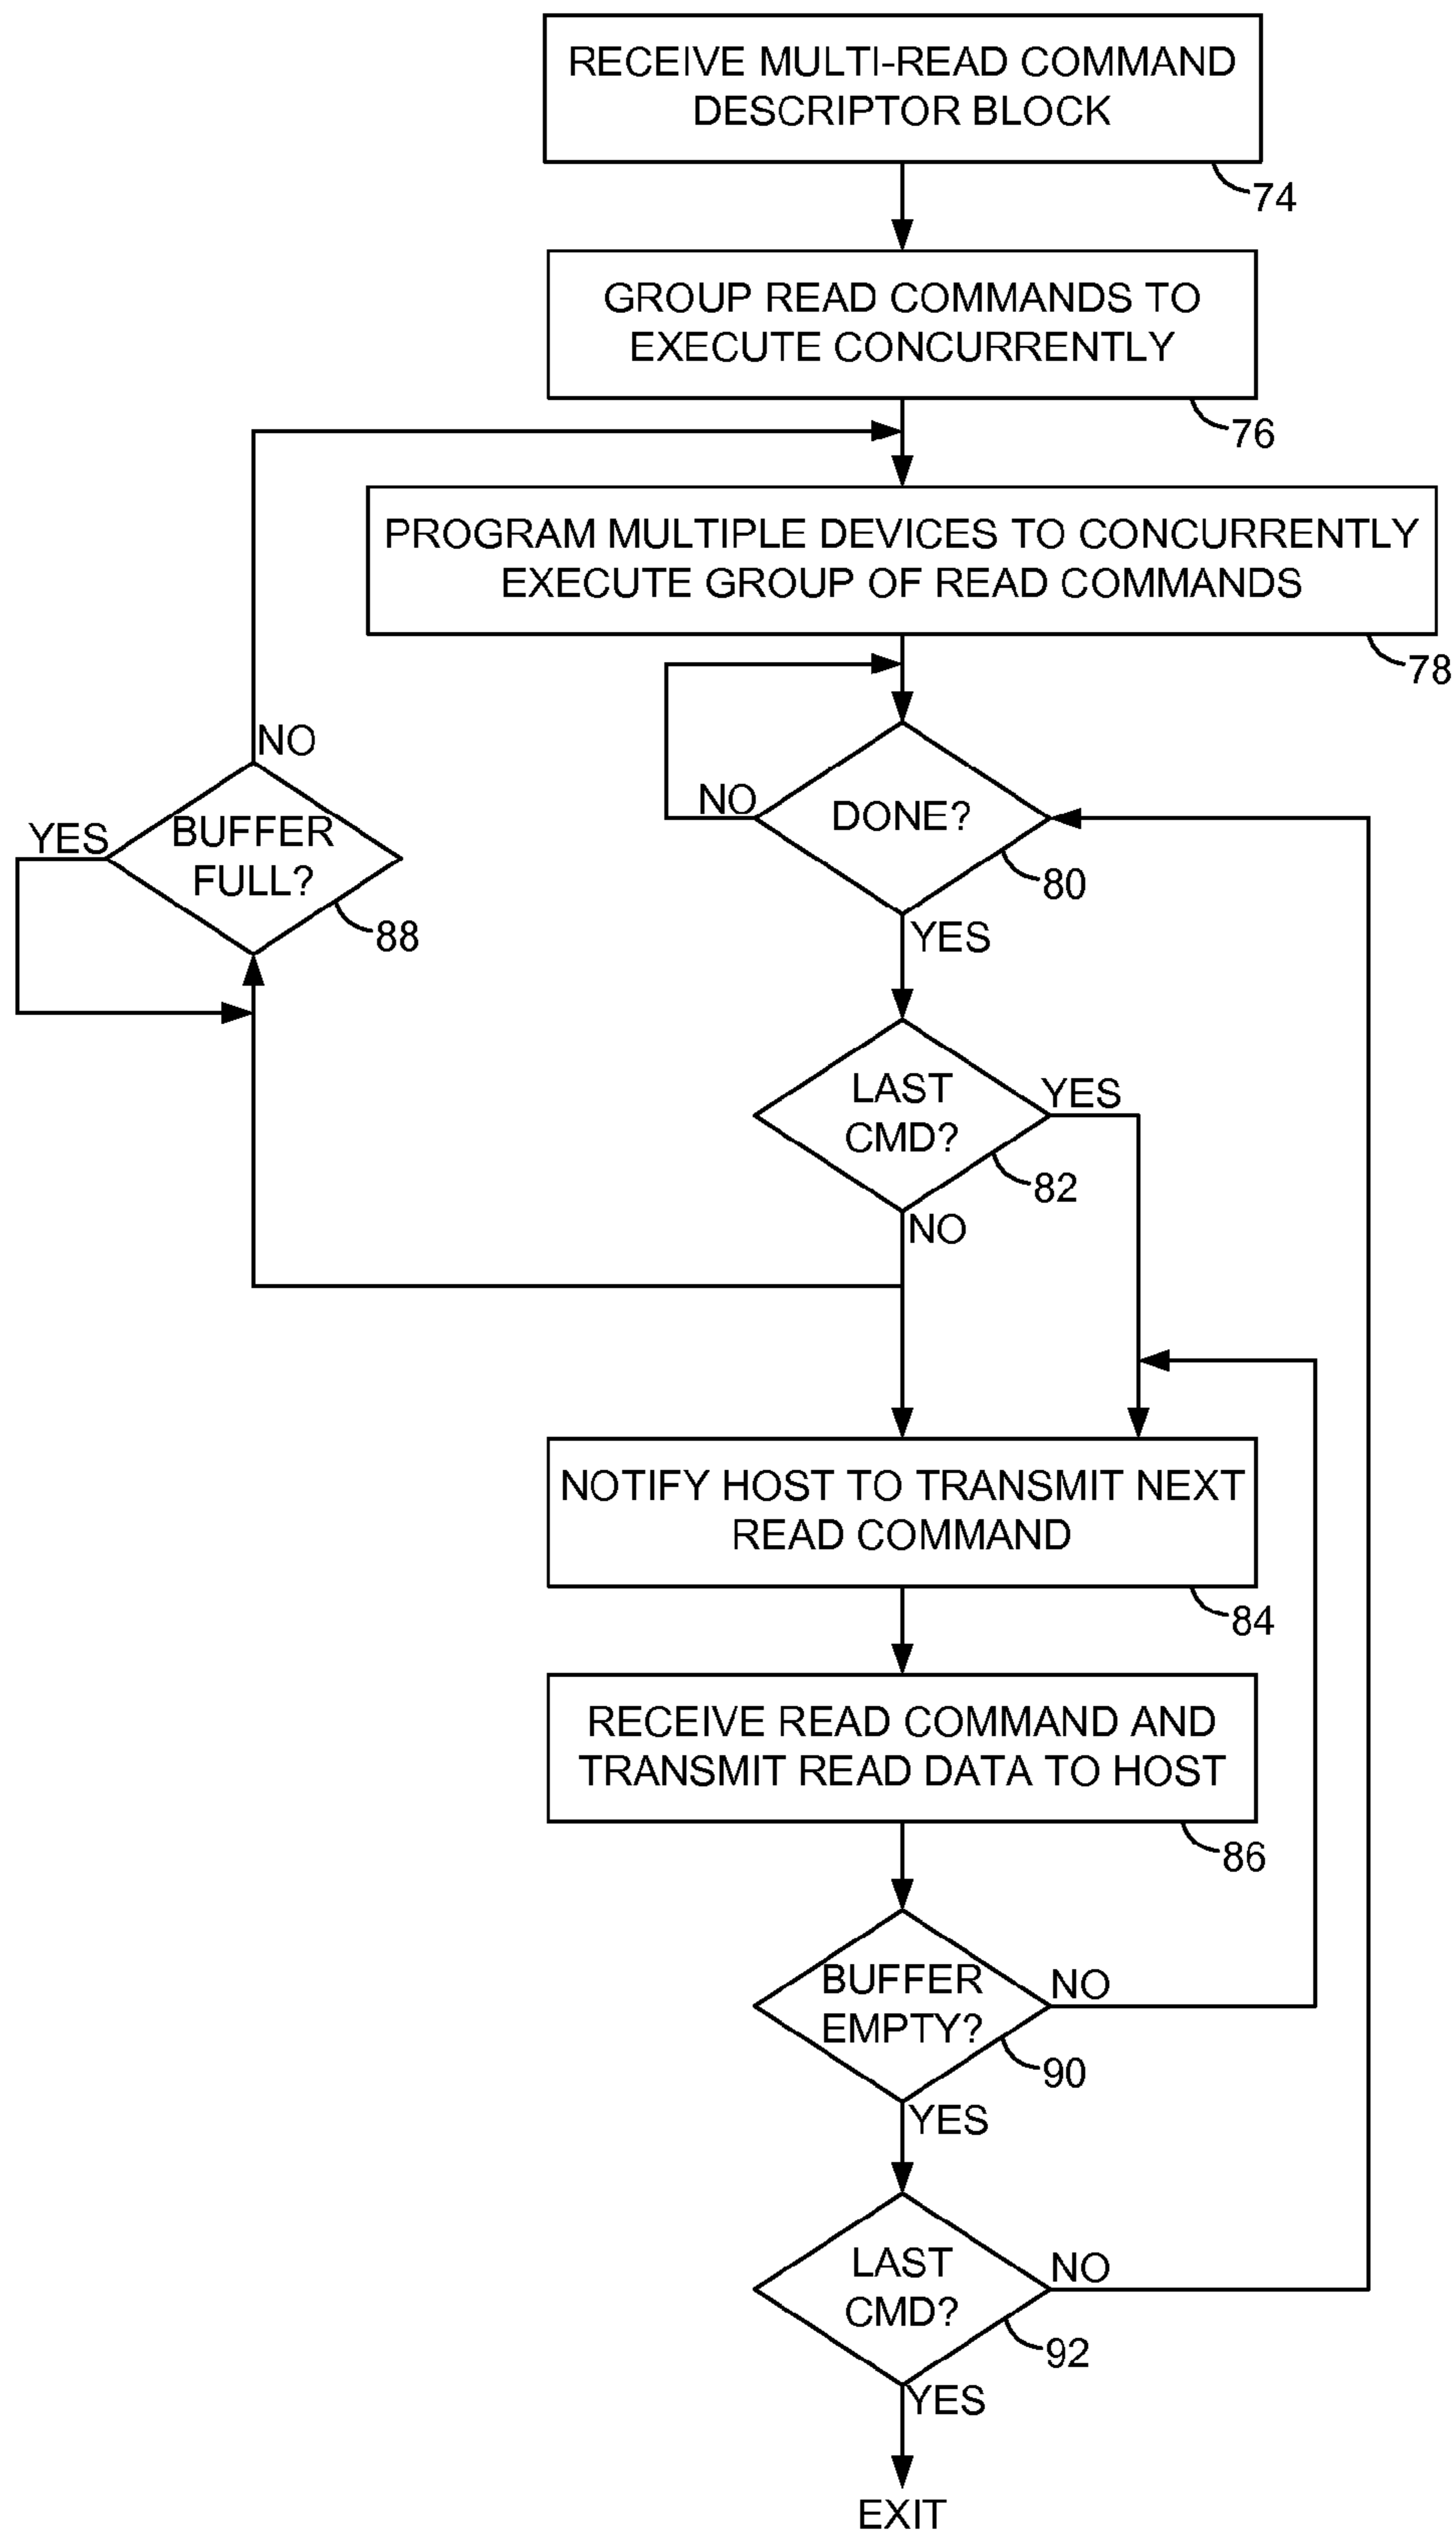 RECEIVE MULTI-READ COMMAND
DESCRIPTOR BLOCK
74
GROUP READ COMMANDS TO
EXECUTE CONCURRENTLY
76
PROGRAM MULTIPLE DEVICES TO CONCURRENTLY
EXECUTE GROUP OF READ COMMANDS
78
NO
BUFFER
FULL?
YES
88
NO
DONE?
80
YES
LAST
CMD?
YES
82
NO
NOTIFY HOST TO TRANSMIT NEXT
READ COMMAND
84
RECEIVE READ COMMAND AND
TRANSMIT READ DATA TO HOST
86
BUFFER
EMPTY?
NO
90
YES
LAST
CMD?
NO
92
YES
EXIT